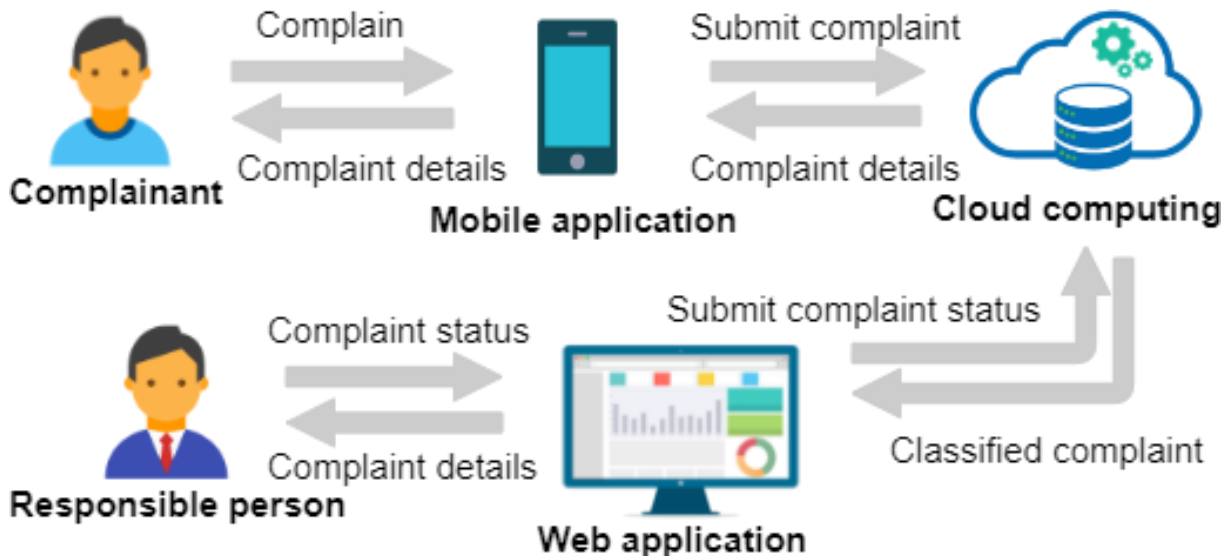 Complain
Submit complaint
Complaint details
Complaint details
Complainant
Mobile application
Cloud computing
Complaint status
Submit complaint status
Complaint details
Classified complaint
Responsible person
Web application